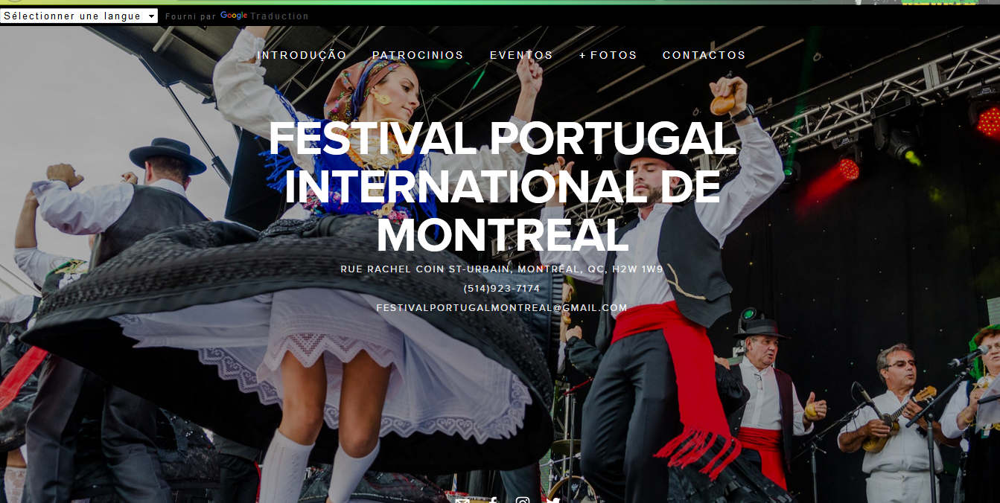 Sélectionner une langue Fourni par Google Traduction
INTRODUÇÃO PATROCINIOS EVENTOS + FOTOS CONTACTOS
FESTIVAL PORTUGAL
INTERNATIONAL DE
MONTREAL
RUE RACHEL COIN ST-URBAIN, MONTRÉAL, QC, H2W 1W9
(514)923-7174
FESTIVALPORTUGALMONTREAL@GMAIL.COM